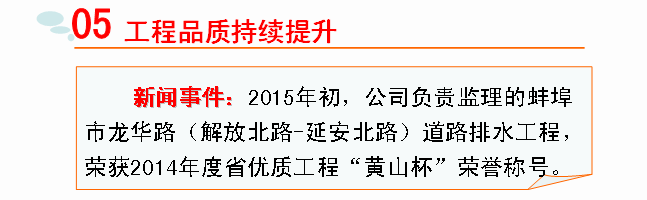 05 工程品质持续提升
新闻事件：2015年初，公司负责监理的蚌埠
市龙华路（解放北路-延安北路）道路排水工程，
荣获2014年度省优质工程“黄山杯”荣誉称号。